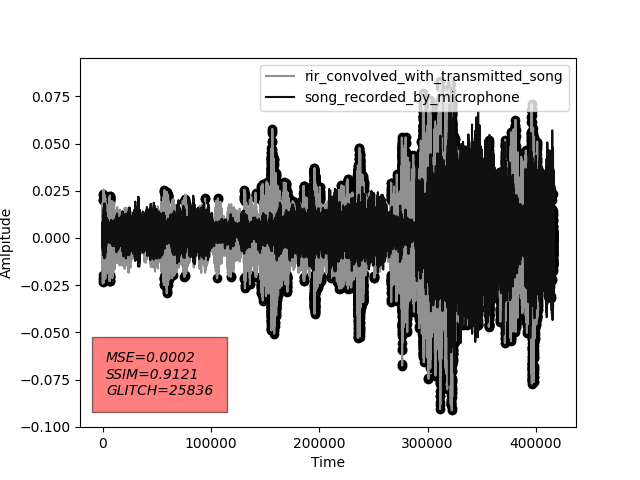 rir_convolved_with_transmitted_song
song_recorded_by_microphone
0.075
0.050
0.025
0.000
−0.025
−0.050
−0.075
−0.100
Amlpitude
MSE=0.0002
SSIM=0.9121
GLITCH=25836
0 100000 200000 300000 400000
Time